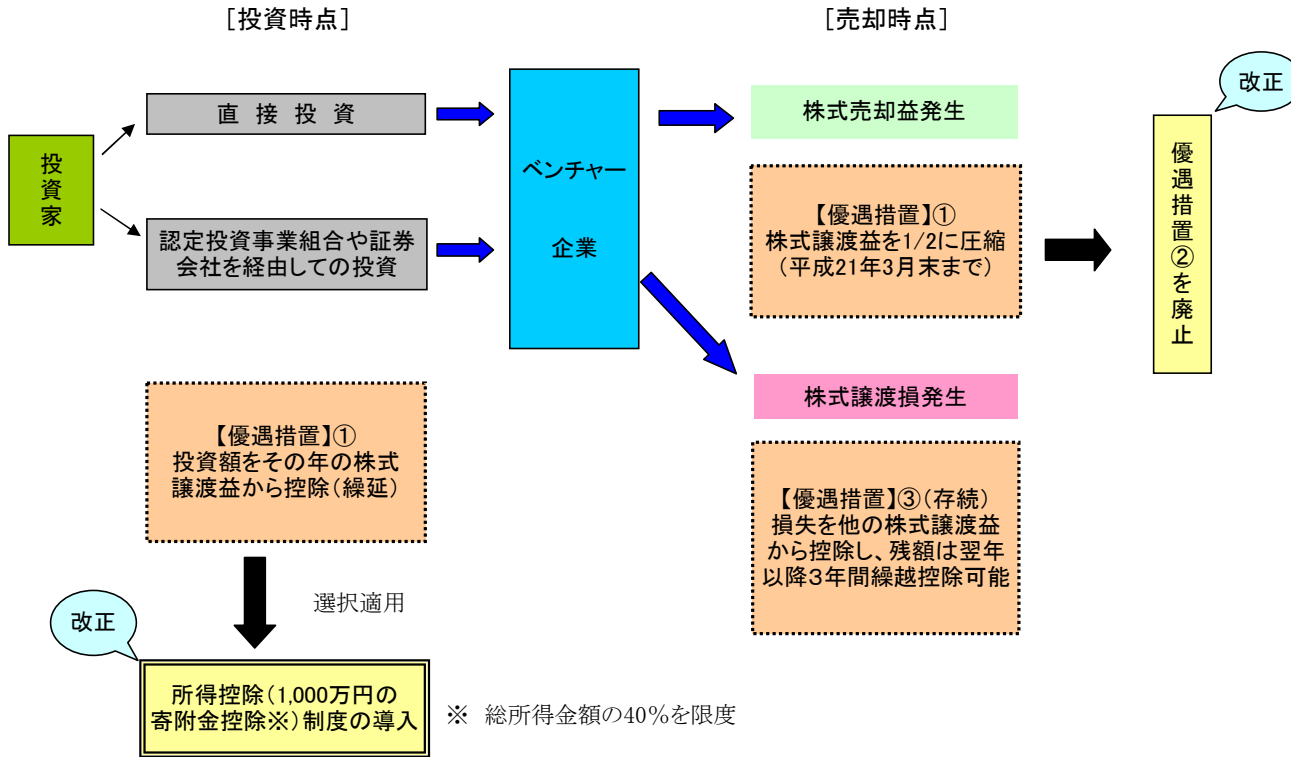 [投資時点]
[売却時点]
改正
投資家
直 接 投 資
認定投資事業組合や証券
会社を経由しての投資
ベンチャー
企業
株式売却益発生
【優遇措置】①
株式譲渡益を1/2に圧縮
（平成21年3月末まで）
優遇措置②を廃止
株式譲渡損発生
【優遇措置】①
投資額をその年の株式
譲渡益から控除（繰延）
【優遇措置】③（存続）
損失を他の株式譲渡益
から控除し、残額は翌年
以降３年間繰越控除可能
選択適用
改正
所得控除（1,000万円の
寄附金控除※）制度の導入
※ 総所得金額の40％を限度